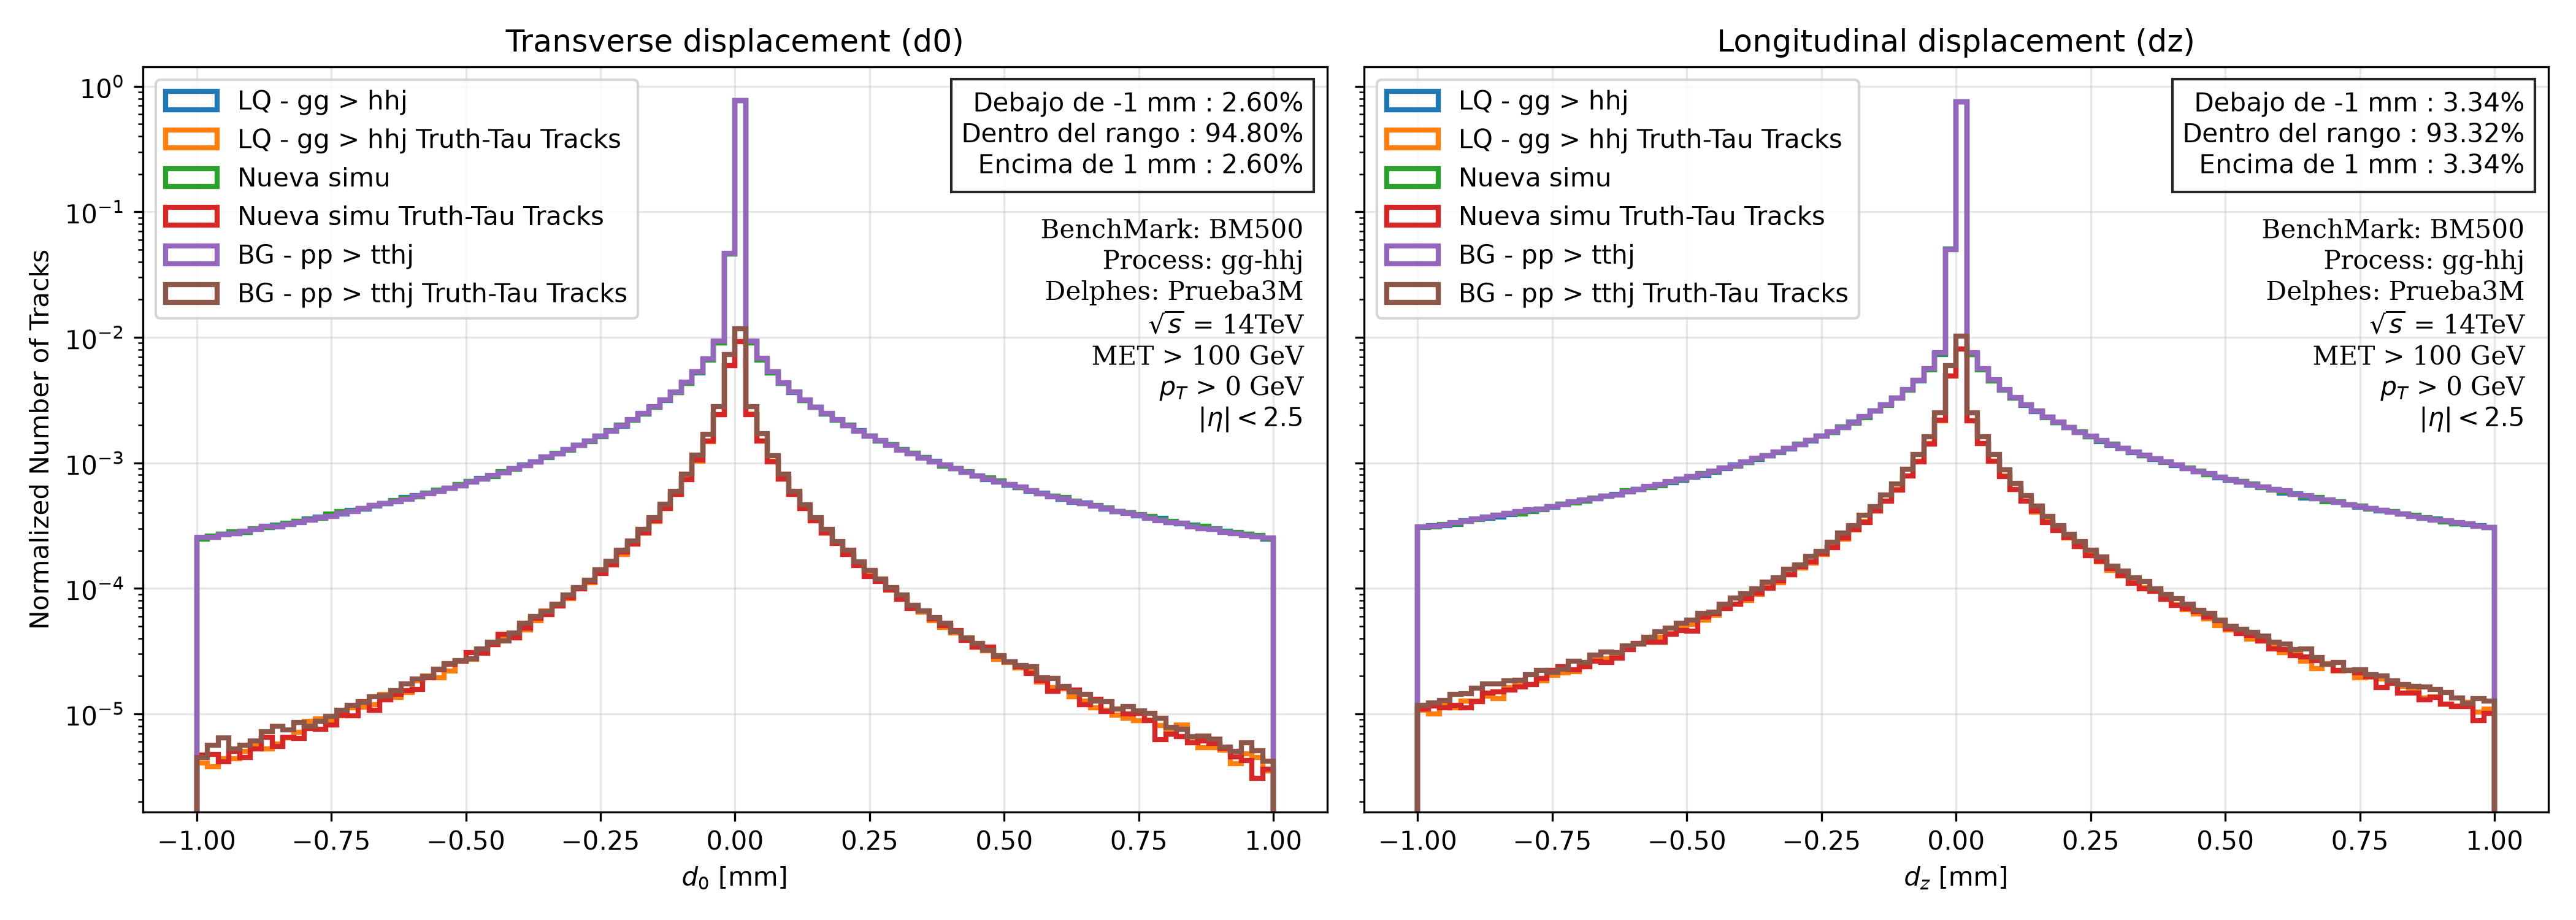 Transverse displacement (d0)
Normalized Number of Tracks
10⁰
10⁻¹
10⁻²
10⁻³
10⁻⁴
10⁻⁵
LQ - gg > hhj
LQ - gg > hhj Truth-Tau Tracks
Nueva simu
Nueva simu Truth-Tau Tracks
BG - pp > tthj
BG - pp > tthj Truth-Tau Tracks
Debajo de -1 mm : 2.60%
Dentro del rango : 94.80%
Encima de 1 mm : 2.60%
BenchMark: BM500
Process: gg-hhj
Delphes: Prueba3M
√s = 14TeV
MET > 100 GeV
p_T > 0 GeV
|η| < 2.5
−1.00 −0.75 −0.50 −0.25 0.00 0.25 0.50 0.75 1.00
d₀ [mm]
Longitudinal displacement (dz)
LQ - gg > hhj
LQ - gg > hhj Truth-Tau Tracks
Nueva simu
Nueva simu Truth-Tau Tracks
BG - pp > tthj
BG - pp > tthj Truth-Tau Tracks
Debajo de -1 mm : 3.34%
Dentro del rango : 93.32%
Encima de 1 mm : 3.34%
BenchMark: BM500
Process: gg-hhj
Delphes: Prueba3M
√s = 14TeV
MET > 100 GeV
p_T > 0 GeV
|η| < 2.5
−1.00 −0.75 −0.50 −0.25 0.00 0.25 0.50 0.75 1.00
d_z [mm]